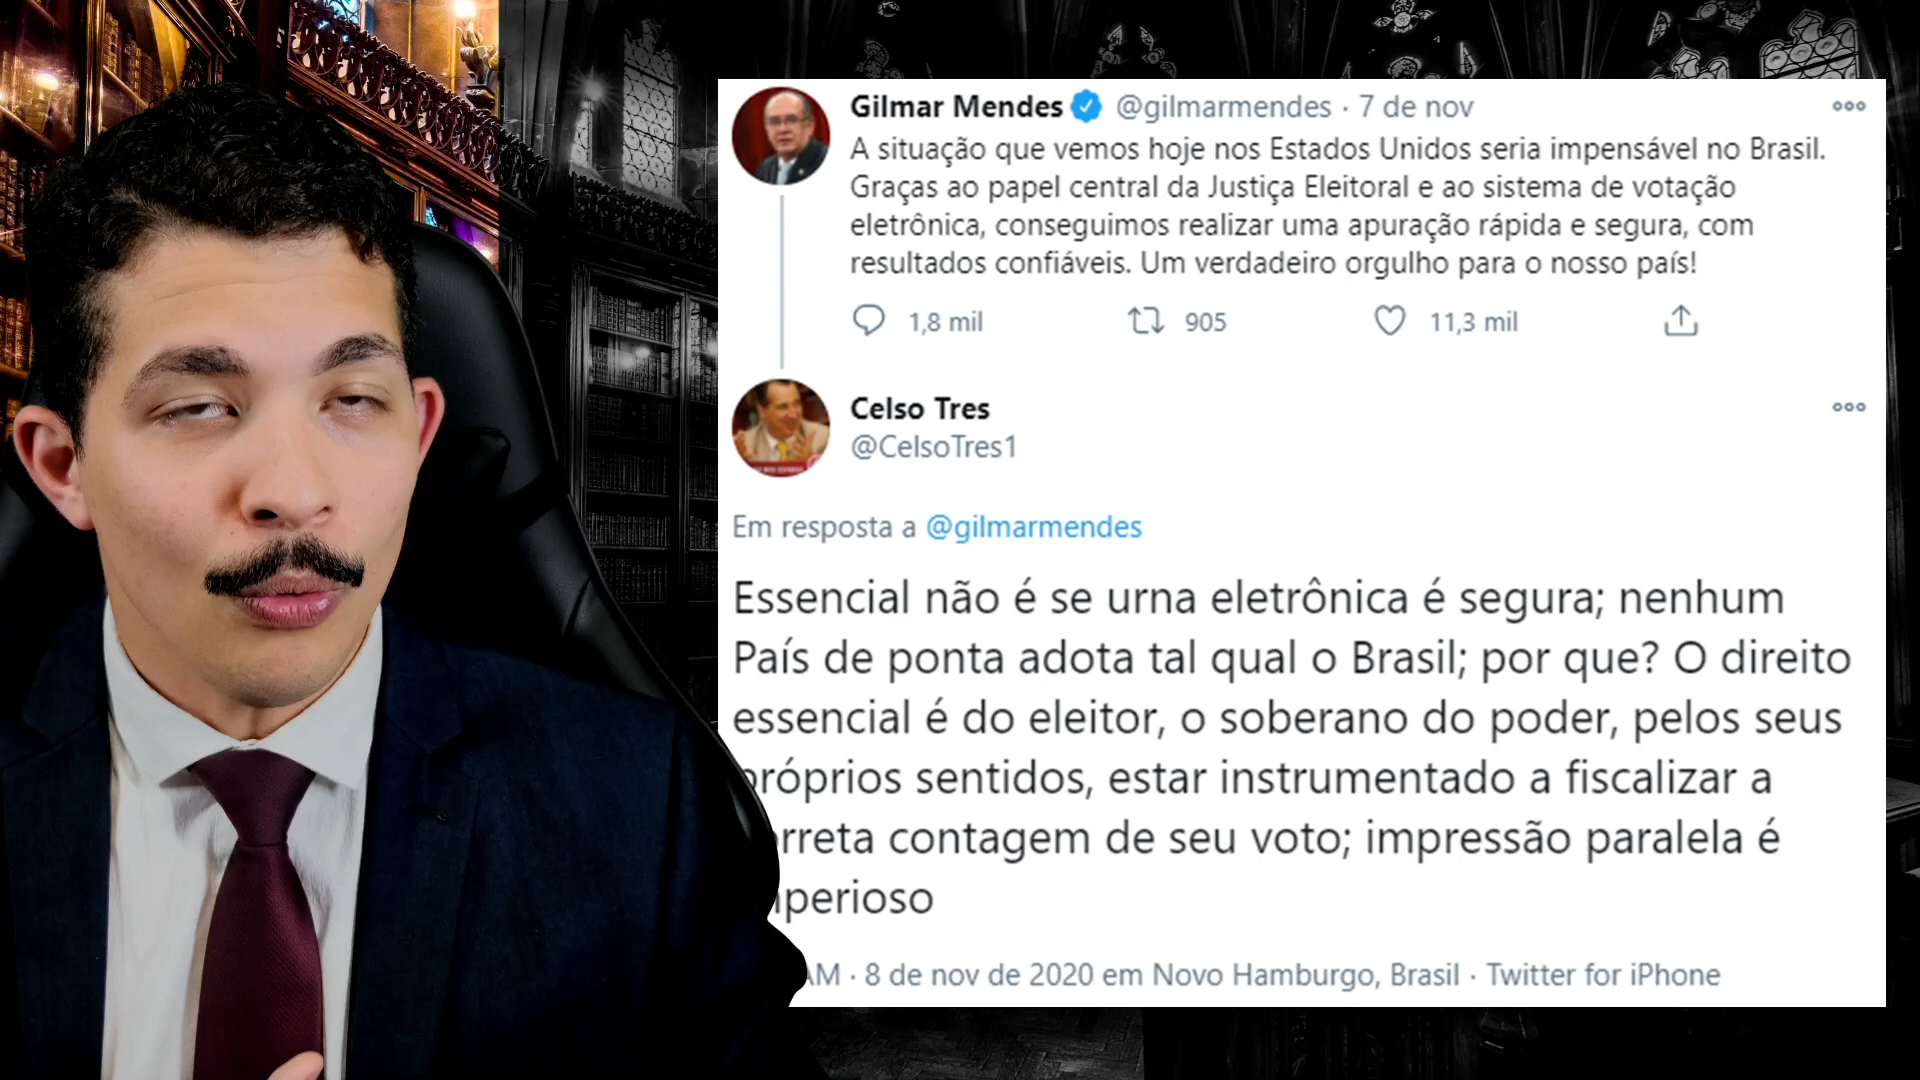 Gilmar Mendes @gilmarmendes · 7 de nov
A situação que vemos hoje nos Estados Unidos seria impensável no Brasil.
Graças ao papel central da Justiça Eleitoral e ao sistema de votação
eletrônica, conseguimos realizar uma apuração rápida e segura, com
resultados confiáveis. Um verdadeiro orgulho para o nosso país!
1,8 mil 905 11,3 mil
Celso Tres
@CelsoTres1
Em resposta a @gilmarmendes
Essencial não é se urna eletrônica é segura; nenhum
País de ponta adota tal qual o Brasil; por que? O direito
essencial é do eleitor, o soberano do poder, pelos seus
próprios sentidos, estar instrumentado a fiscalizar a
rreta contagem de seu voto; impressão paralela é
perioso
AM · 8 de nov de 2020 em Novo Hamburgo, Brasil · Twitter for iPhone